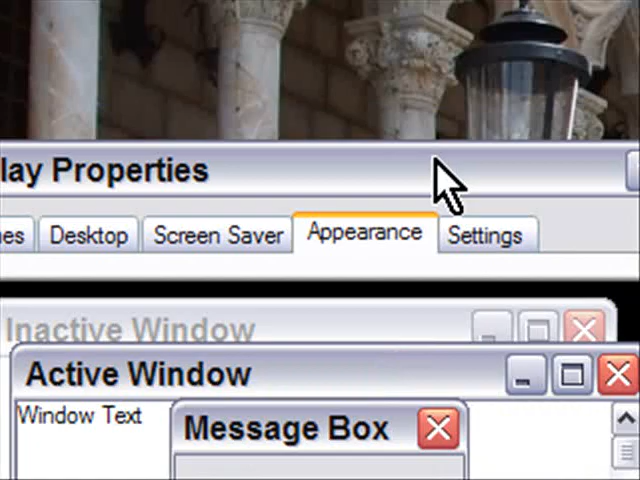 lay Properties
es Desktop Screen Saver Appearance Settings
Inactive Window
Active Window
Window Text
Message Box